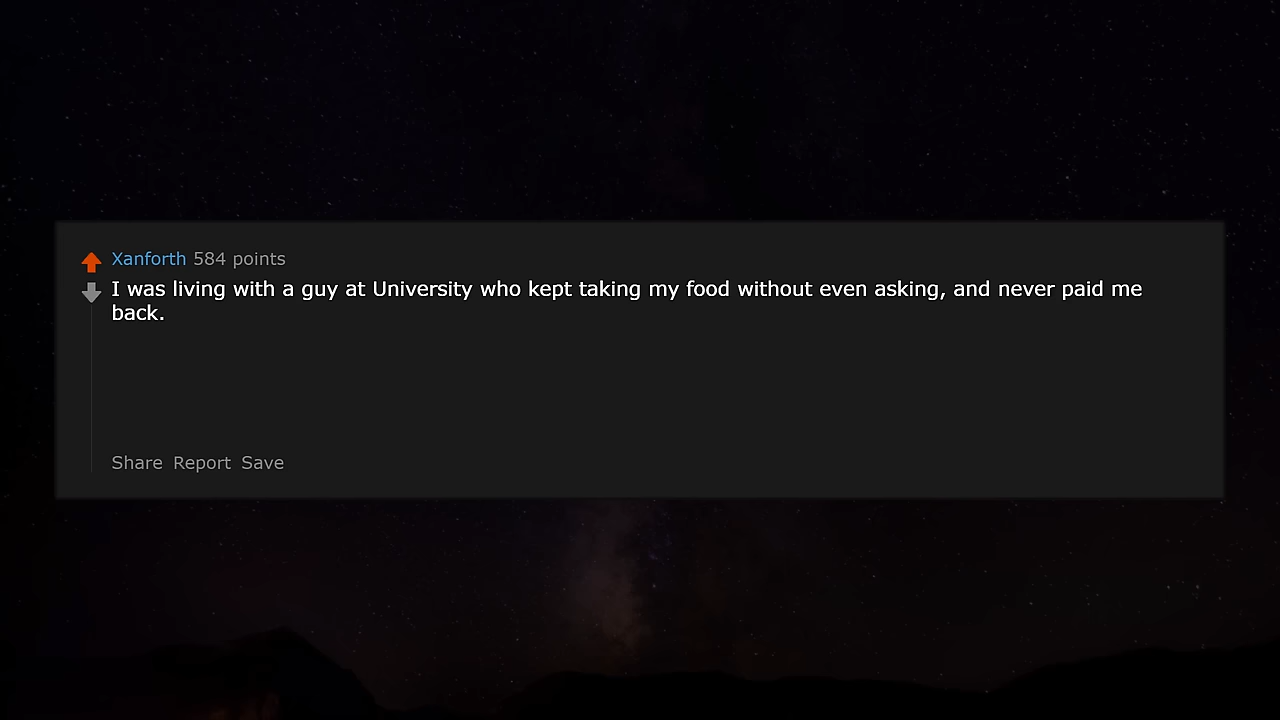 Xanforth 584 points
I was living with a guy at University who kept taking my food without even asking, and never paid me
back.
Share Report Save